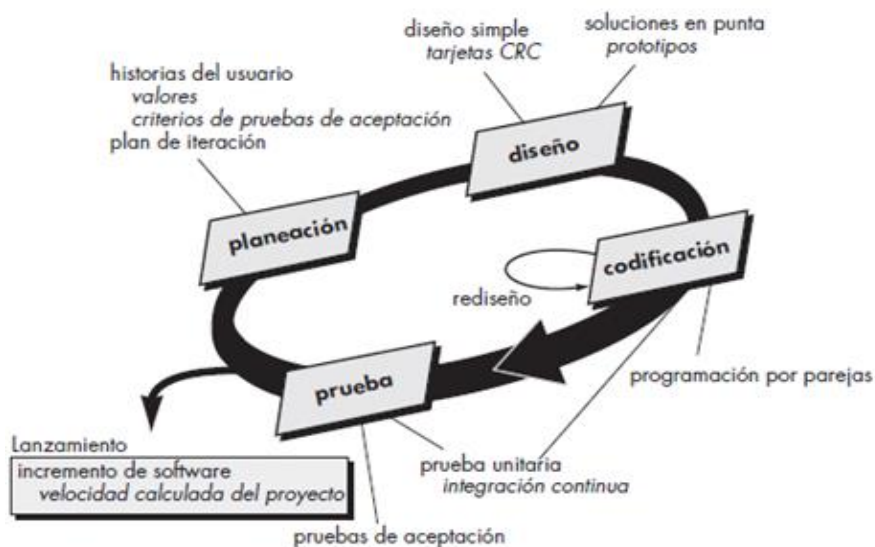 diseño simple
tarjetas CRC
soluciones en punta
prototipos
historias del usuario
valores
criterios de pruebas de aceptación
plan de iteración
diseño
planeación
codificación
rediseño
prueba
programación por parejas
Lanzamiento
incremento de software
velocidad calculada del proyecto
prueba unitaria
integración continua
pruebas de aceptación